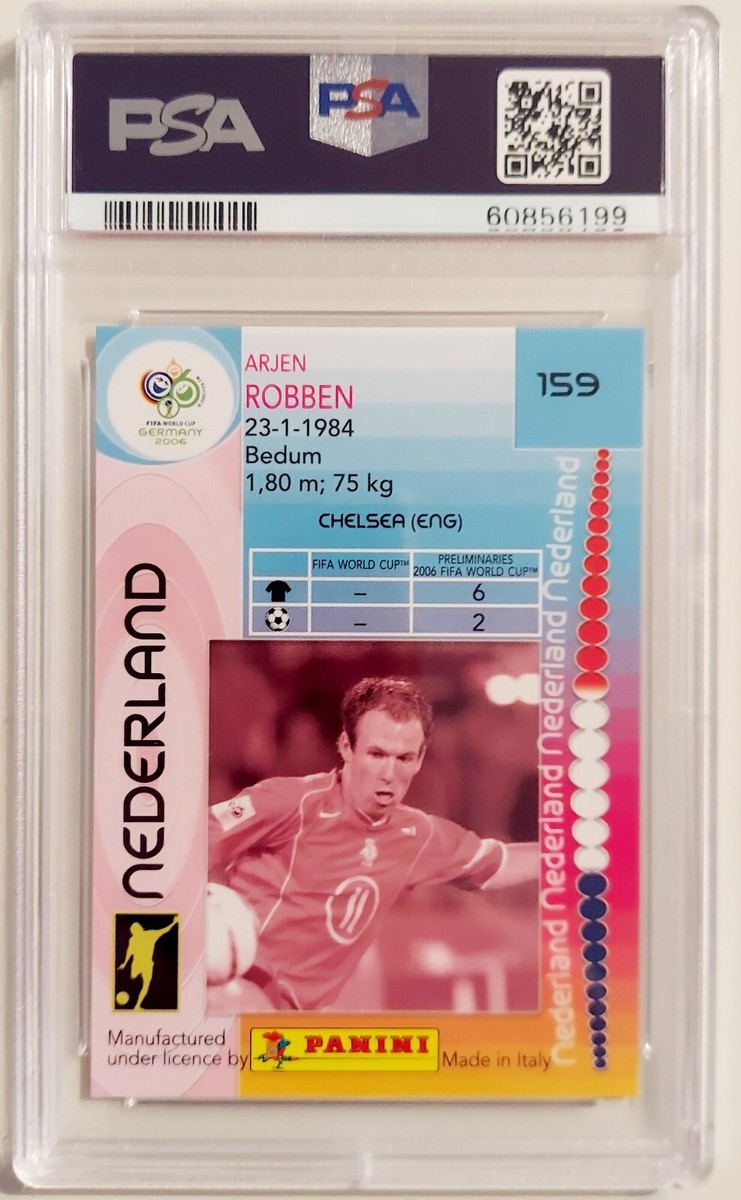 PSA
PSA
60856199
FIFA WORLD CUP
GERMANY
2006
ARJEN
ROBBEN
23-1-1984
Bedum
1,80 m; 75 kg
159
CHELSEA (ENG)
FIFA WORLD CUP™
PRELIMINARIES
2006 FIFA WORLD CUP™
– 6
– 2
NEDERLAND
Nederland Nederland Nederland Nederland
11
Manufactured
under licence by
PANINI
Made in Italy